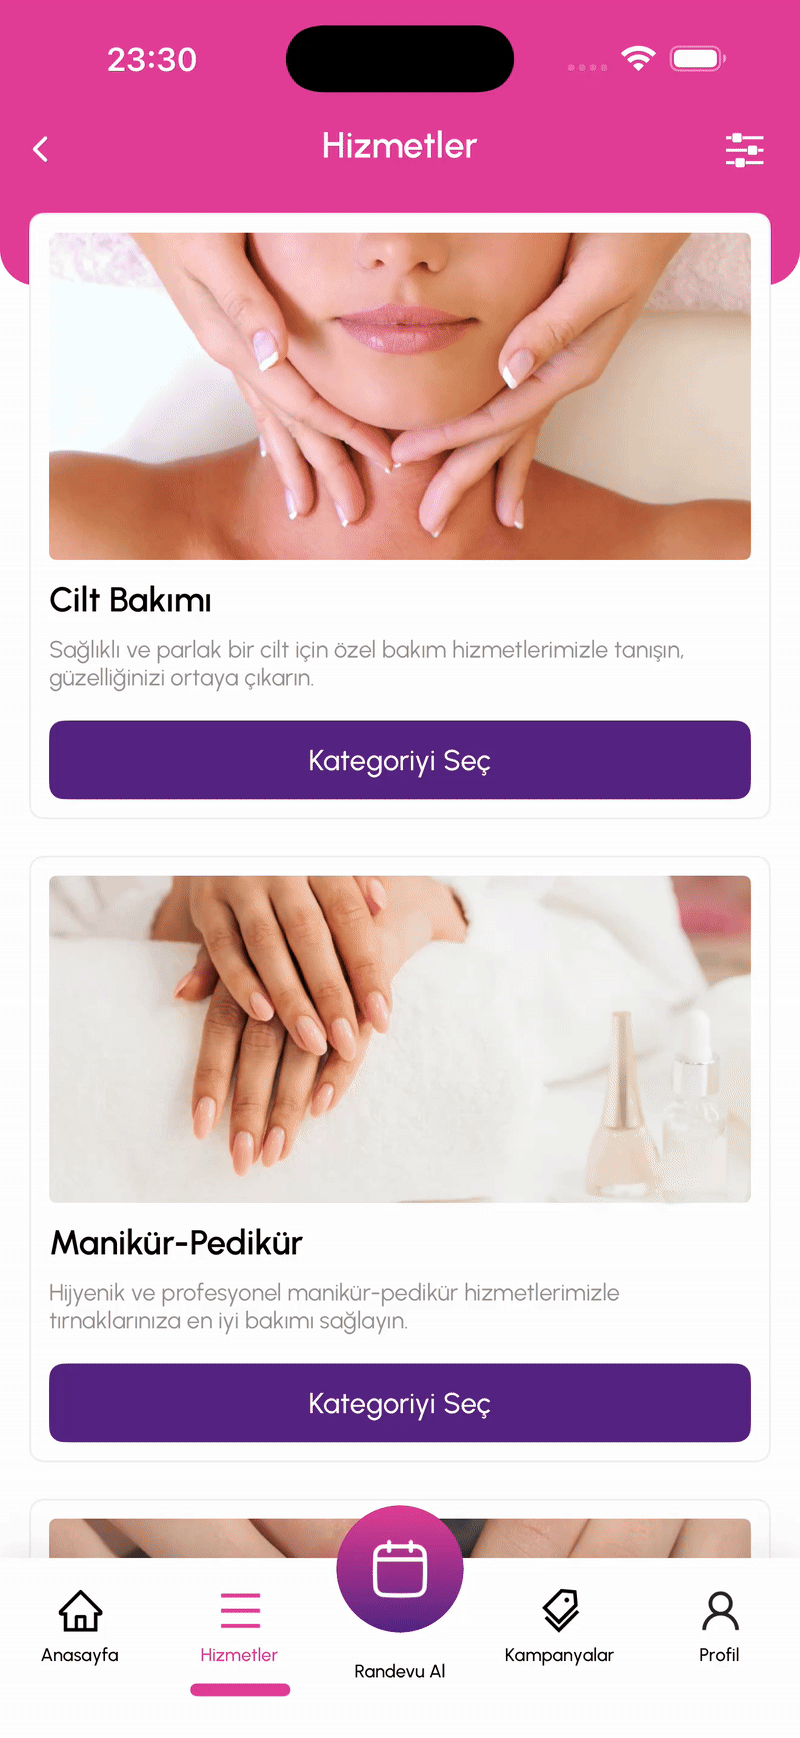 23:30
Hizmetler
Cilt Bakımı
Sağlıklı ve parlak bir cilt için özel bakım hizmetlerimizle tanışın,
güzelliğinizi ortaya çıkarın.
Kategoriyi Seç
Manikür-Pedikür
Hijyenik ve profesyonel manikür-pedikür hizmetlerimizle
tırnaklarınıza en iyi bakımı sağlayın.
Kategoriyi Seç
Anasayfa
Hizmetler
Randevu Al
Kampanyalar
Profil